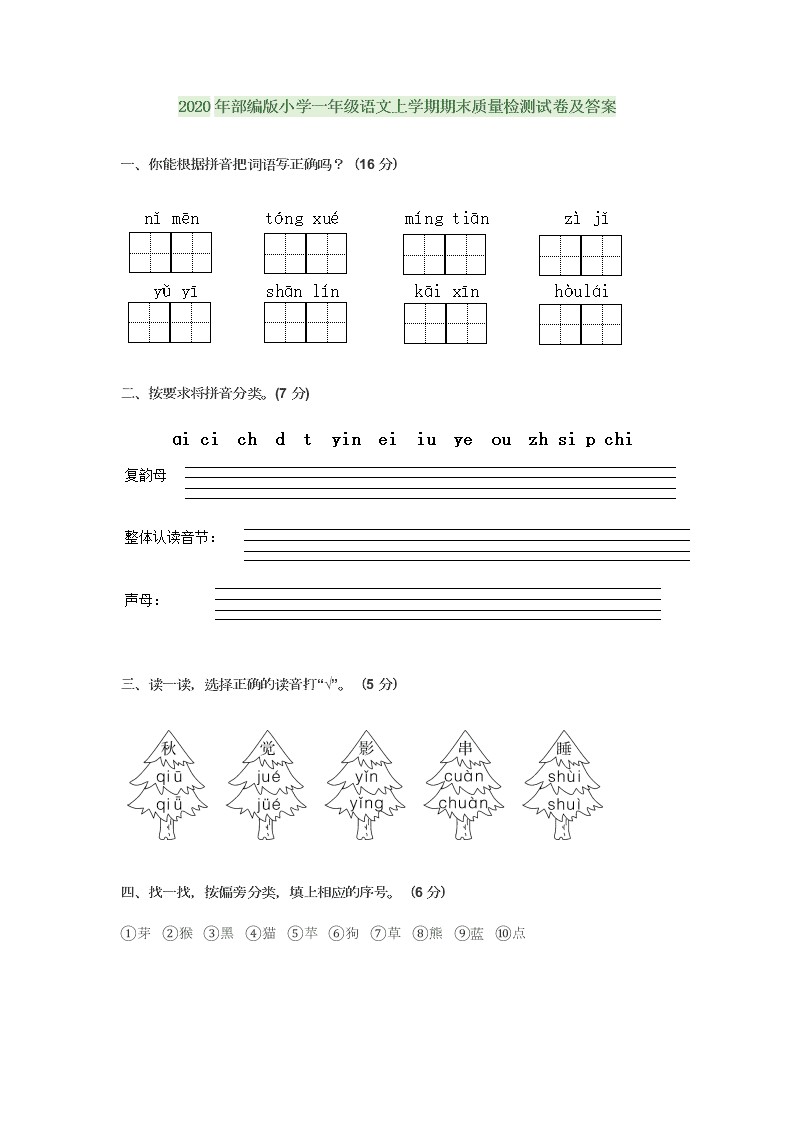 2020 年部编版小学一年级语文上学期期末质量检测试卷及答案
一、你能根据拼音把词语写正确吗？（16 分）
nǐ mēn tóng xué míng tiān zì jǐ
yǔ yī shān lín kāi xīn hòulái
二、按要求将拼音分类。(7 分)
ɑi ci ch d t yin ei iu ye ou zh si p chi
复韵母
整体认读音节：
声母：
三、读一读，选择正确的读音打“√”。（5 分）
秋 觉 影 串 睡
qiū jué yǐn cuàn shùi
qiǖ jüé yǐng chuàn shuì
四、找一找，按偏旁分类，填上相应的序号。（6 分）
①芽 ②猴 ③黑 ④猫 ⑤苹 ⑥狗 ⑦草 ⑧熊 ⑨蓝 ⑩点